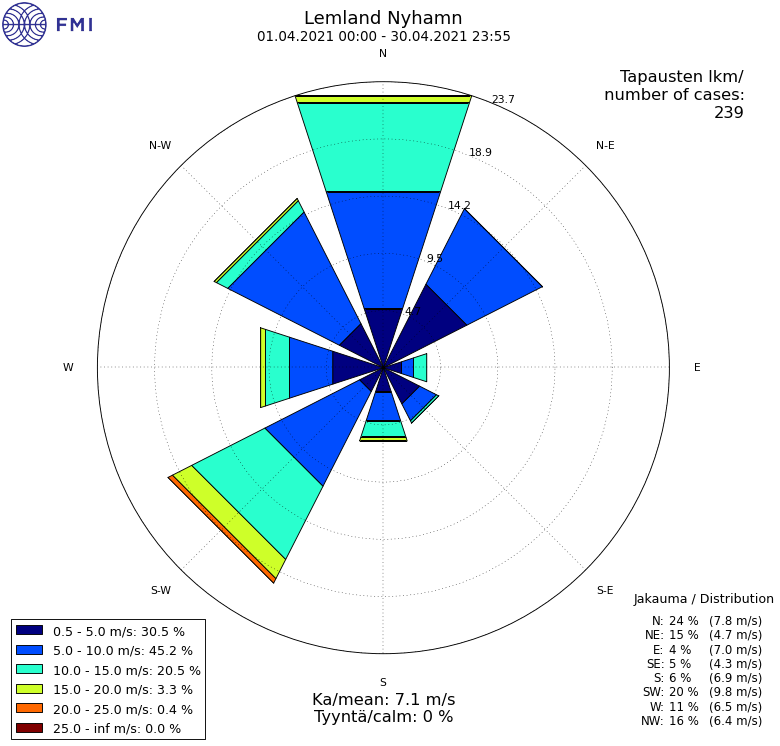 FMI
Lemland Nyhamn
01.04.2021 00:00 - 30.04.2021 23:55
Tapausten lkm/
number of cases:
239
N
N-E
E
S-E
S
S-W
W
N-W
23.7
18.9
14.2
9.5
0.5 - 5.0 m/s: 30.5 %
5.0 - 10.0 m/s: 45.2 %
10.0 - 15.0 m/s: 20.5 %
15.0 - 20.0 m/s: 3.3 %
20.0 - 25.0 m/s: 0.4 %
25.0 - inf m/s: 0.0 %
Ka/mean: 7.1 m/s
Tyyntä/calm: 0 %
Jakauma / Distribution
N: 24 % (7.8 m/s)
NE: 15 % (4.7 m/s)
E: 4 % (7.0 m/s)
SE: 5 % (4.3 m/s)
S: 6 % (6.9 m/s)
SW: 20 % (9.8 m/s)
W: 11 % (6.5 m/s)
NW: 16 % (6.4 m/s)